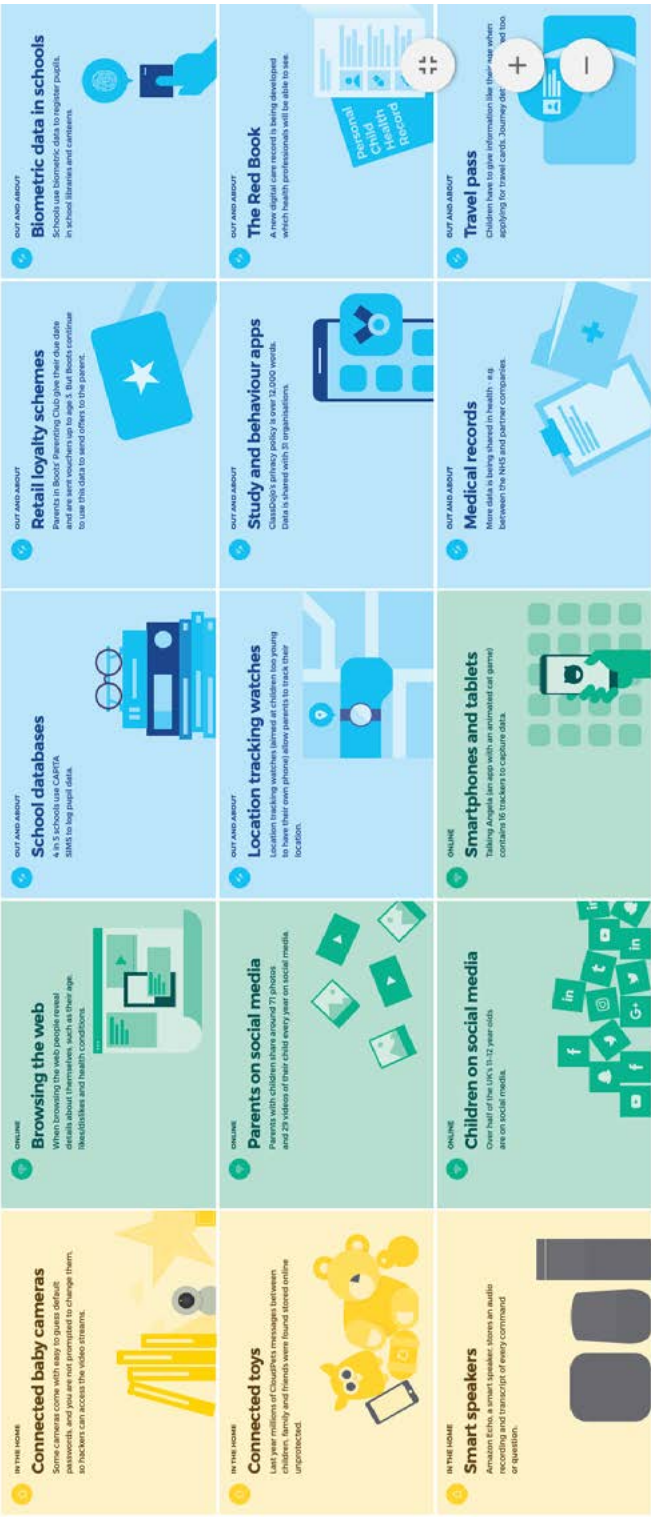 IN THE HOME
Connected baby cameras
Some cameras come with easy to guess default
passwords, and you are not prompted to change them,
so hackers can access the video streams.
ONLINE
Browsing the web
When browsing the web people reveal
details about themselves, such as their age,
likes/dislikes and health conditions.
OUT AND ABOUT
School databases
4 in 5 schools use CAPITA
SIMS to log pupil data.
OUT AND ABOUT
Retail loyalty schemes
Parents in Boots' Parenting Club give their due date
and are sent vouchers up to age 5. But Boots continue
to use this data to send offers to the parent.
OUT AND ABOUT
Biometric data in schools
Schools use biometric data to register pupils,
in school libraries and canteens.
IN THE HOME
Connected toys
Last year millions of CloudPets messages between
children, family and friends were found stored online
unprotected.
ONLINE
Parents on social media
Parents with children share around 71 photos
and 29 videos of their child every year on social media.
OUT AND ABOUT
Location tracking watches
Location tracking watches (aimed at children too young
to have their own phone) allow parents to track their
location.
OUT AND ABOUT
Study and behaviour apps
ClassDojo's privacy policy is over 12,000 words.
Data is shared with 31 organisations.
OUT AND ABOUT
The Red Book
A new digital care record is being developed
which health professionals will be able to see.
Personal
Child
Health
Record
IN THE HOME
Smart speakers
Amazon Echo, a smart speaker, stores an audio
recording and transcript of every command
or question.
ONLINE
Children on social media
Over half of the UK's 11-12 year olds
are on social media.
ONLINE
Smartphones and tablets
Talking Angela (an app with an animated cat game)
contains 16 trackers to capture data.
OUT AND ABOUT
Medical records
More data is being shared in health - e.g.
between the NHS and partner companies.
OUT AND ABOUT
Travel pass
Children have to give information like their age when
applying for travel cards. Journey too.